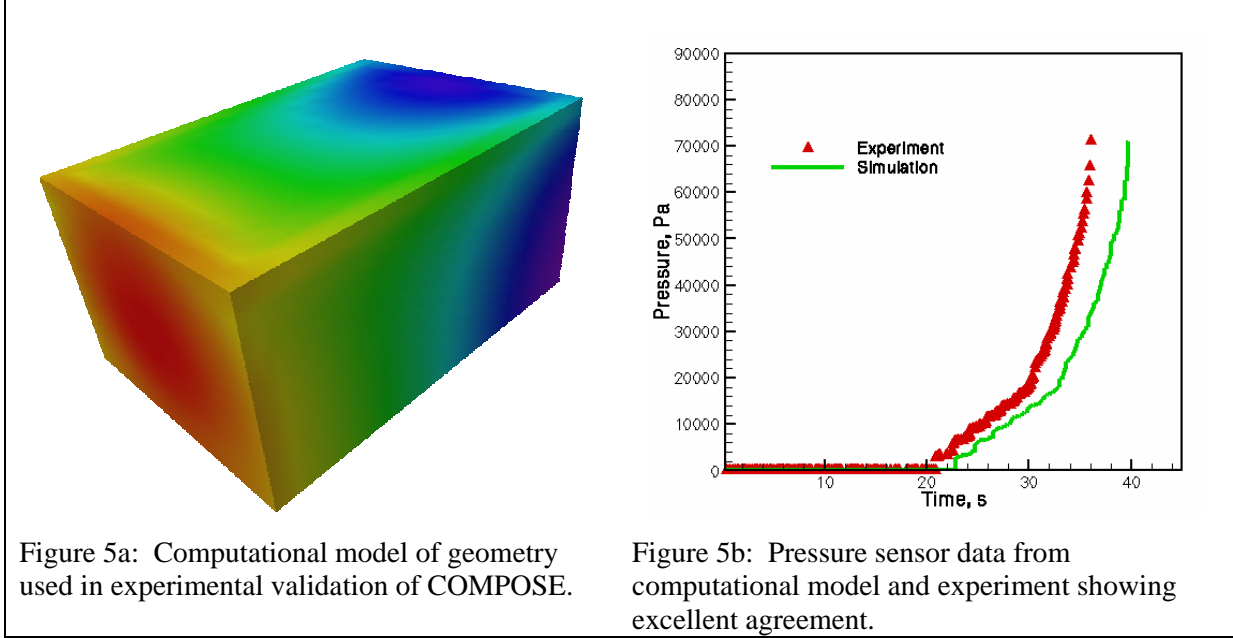 90000
80000
70000
60000
50000
40000
30000
20000
10000
0
Pressure, Pa
Experiment
Simulation
10
20
30
40
Time, s
Figure 5a: Computational model of geometry
used in experimental validation of COMPOSE.
Figure 5b: Pressure sensor data from
computational model and experiment showing
excellent agreement.